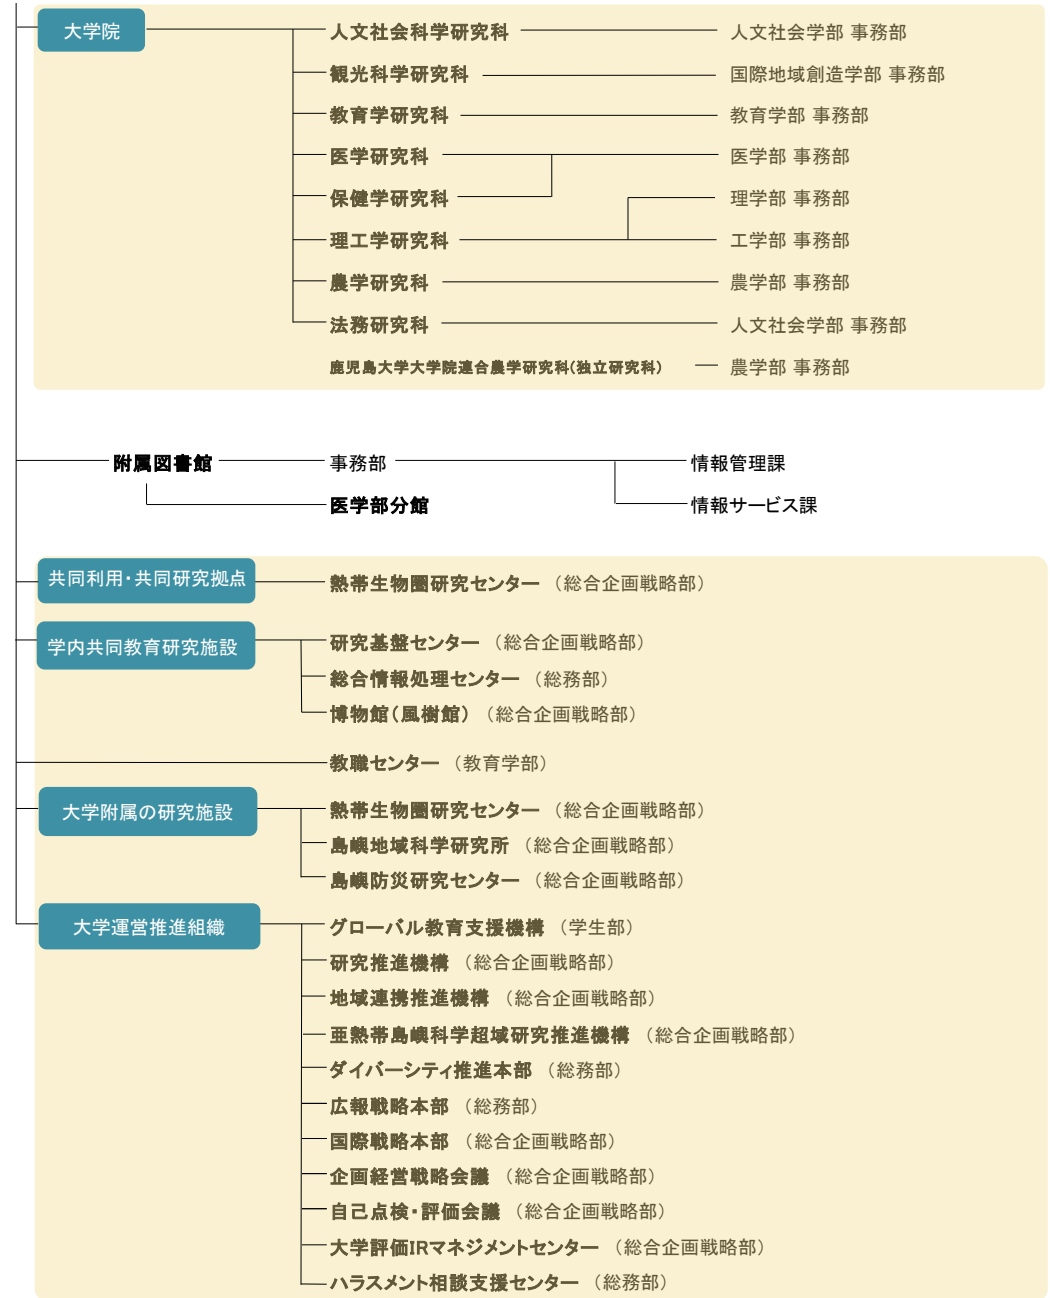 大学院
人文社会科学研究科 人文社会学部 事務部
観光科学研究科 国際地域創造学部 事務部
教育学研究科 教育学部 事務部
医学研究科 医学部 事務部
保健学研究科 理学部 事務部
理工学研究科 工学部 事務部
農学研究科 農学部 事務部
法務研究科 人文社会学部 事務部
鹿児島大学大学院連合農学研究科(独立研究科) 農学部 事務部
附属図書館 事務部 情報管理課
医学部分館 情報サービス課
共同利用・共同研究拠点 熱帯生物圏研究センター （総合企画戦略部）
学内共同教育研究施設 研究基盤センター （総合企画戦略部）
総合情報処理センター （総務部）
博物館（風樹館） （総合企画戦略部）
教職センター （教育学部）
大学附属の研究施設 熱帯生物圏研究センター （総合企画戦略部）
島嶼地域科学研究所 （総合企画戦略部）
島嶼防災研究センター （総合企画戦略部）
大学運営推進組織 グローバル教育支援機構 （学生部）
研究推進機構 （総合企画戦略部）
地域連携推進機構 （総合企画戦略部）
亜熱帯島嶼科学超域研究推進機構 （総合企画戦略部）
ダイバーシティ推進本部 （総務部）
広報戦略本部 （総務部）
国際戦略本部 （総合企画戦略部）
企画経営戦略会議 （総合企画戦略部）
自己点検・評価会議 （総合企画戦略部）
大学評価IRマネジメントセンター （総合企画戦略部）
ハラスメント相談支援センター （総務部）